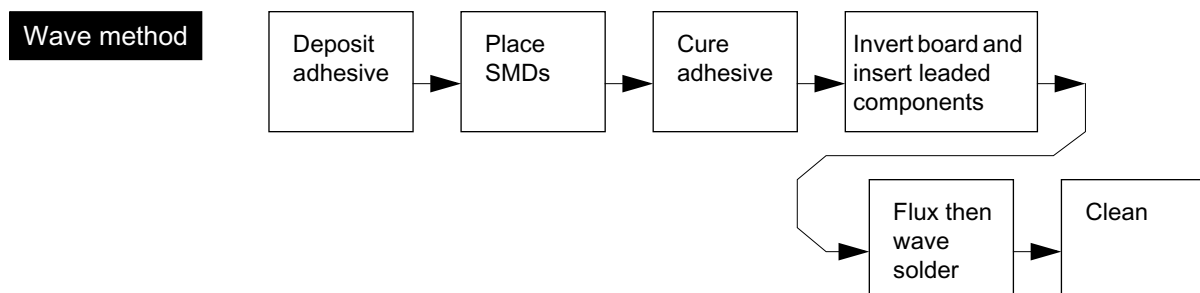 Wave method
Deposit
adhesive
Place
SMDs
Cure
adhesive
Invert board and
insert leaded
components
Flux then
wave
solder
Clean